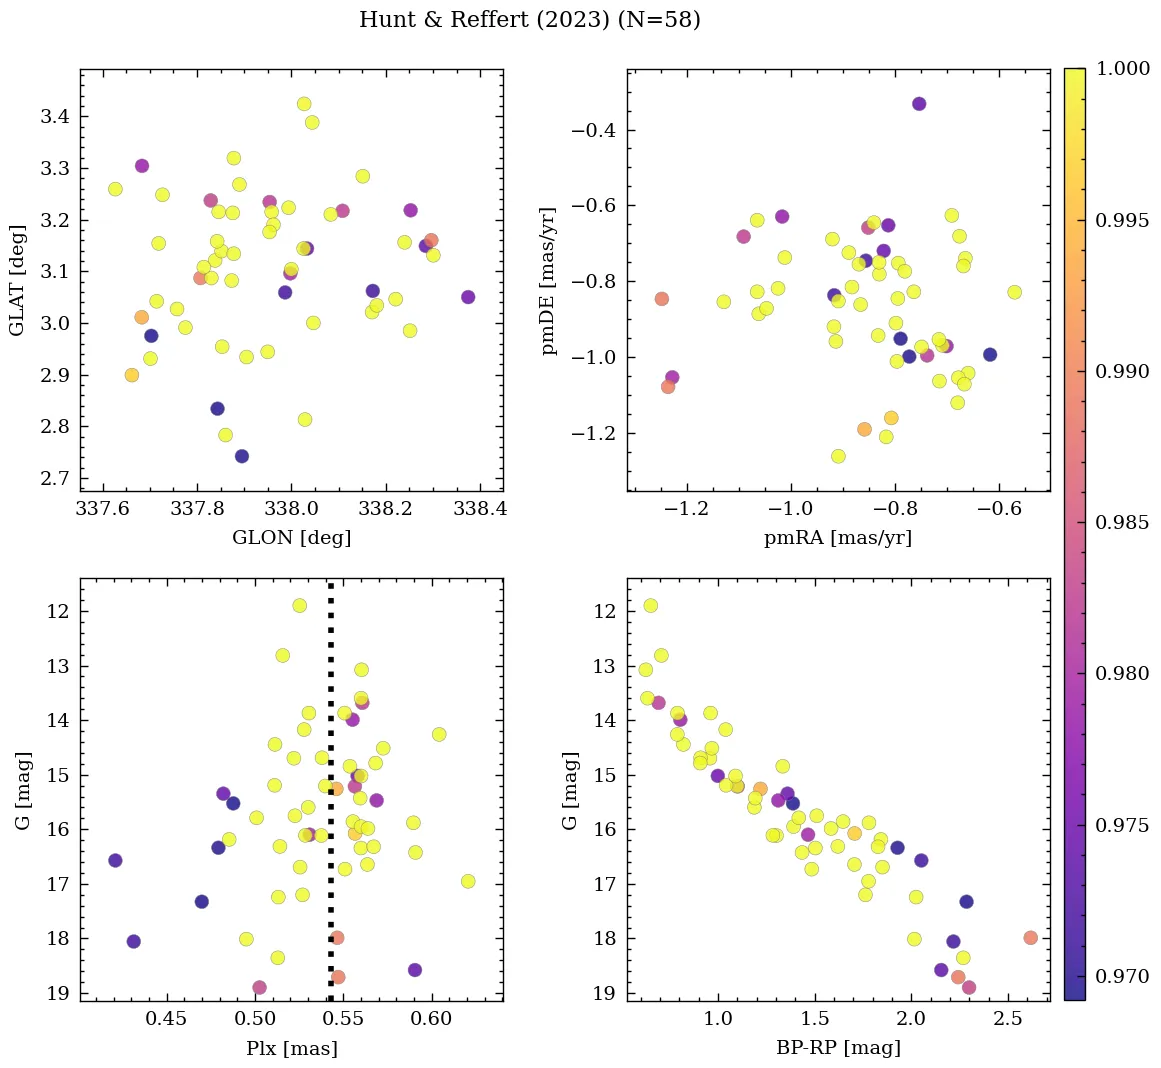 Hunt & Reffert (2023) (N=58)
3.4
3.3
3.2
3.1
3.0
2.9
2.8
2.7
GLAT [deg]
337.6 337.8 338.0 338.2 338.4
GLON [deg]
−0.4
−0.6
−0.8
−1.0
−1.2
pmDE [mas/yr]
−1.2 −1.0 −0.8 −0.6
pmRA [mas/yr]
12
13
14
15
16
17
18
19
G [mag]
0.45 0.50 0.55 0.60
Plx [mas]
12
13
14
15
16
17
18
19
G [mag]
1.0 1.5 2.0 2.5
BP-RP [mag]
1.000
0.995
0.990
0.985
0.980
0.975
0.970